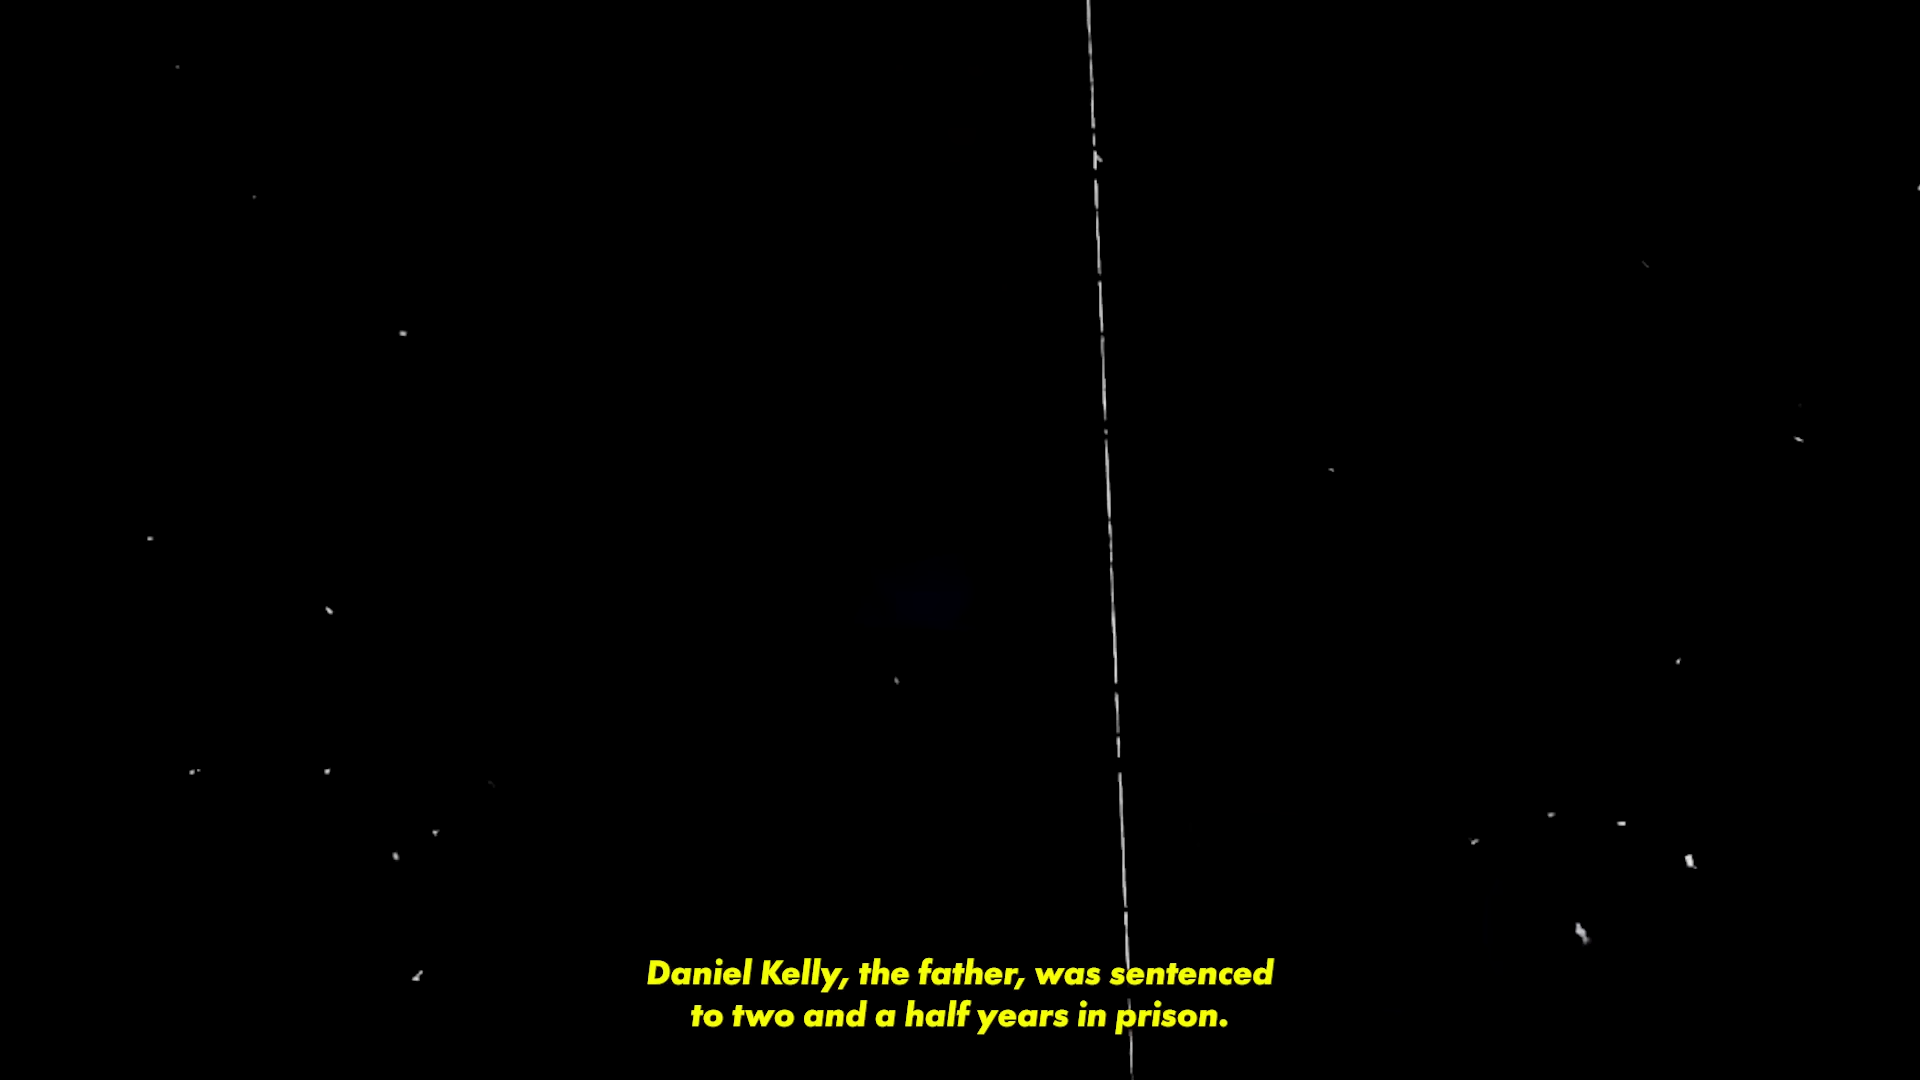 Daniel Kelly, the father, was sentenced
to two and a half years in prison.